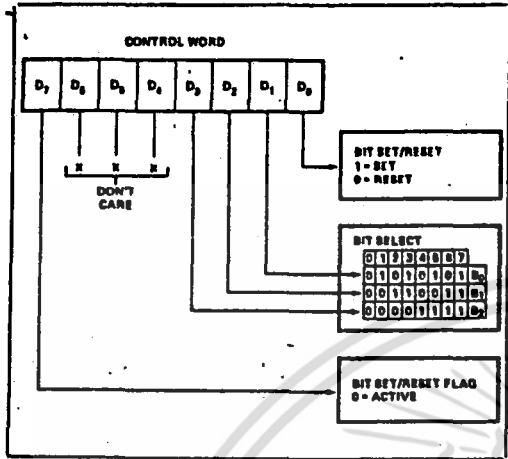 CONTROL WORD
D7 D6 D5 D4 D3 D2 D1 D0
X X X
DON'T
CARE
BIT SET/RESET
1 = SET
0 = RESET
BIT SELECT
0 1 2 3 4 5 6 7
0 1 0 1 0 1 0 1 B0
0 0 1 1 0 0 1 1 B1
0 0 0 0 1 1 1 1 B2
BIT SET/RESET FLAG
0 = ACTIVE